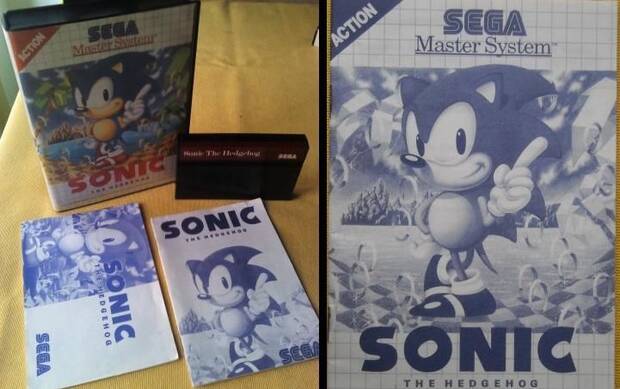 ACTION
SEGA
Master System
SONIC
THE HEDGEHOG
Sonic The Hedgehog SEGA
SONIC
THE HEDGEHOG
SEGA
SONIC
THE HEDGEHOG
SEGA
ACTION
SEGA
Master System™
SONIC
THE HEDGEHOG